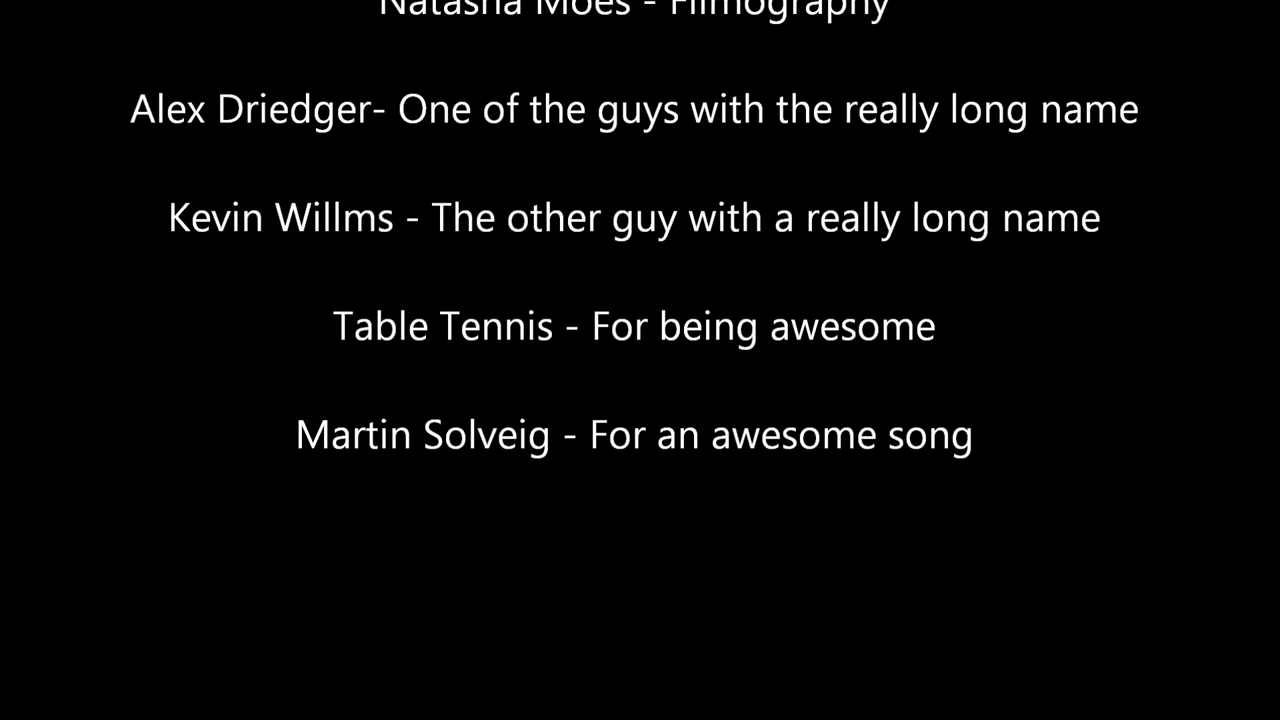 Natasha Moes - Filmography
Alex Driedger- One of the guys with the really long name
Kevin Willms - The other guy with a really long name
Table Tennis - For being awesome
Martin Solveig - For an awesome song